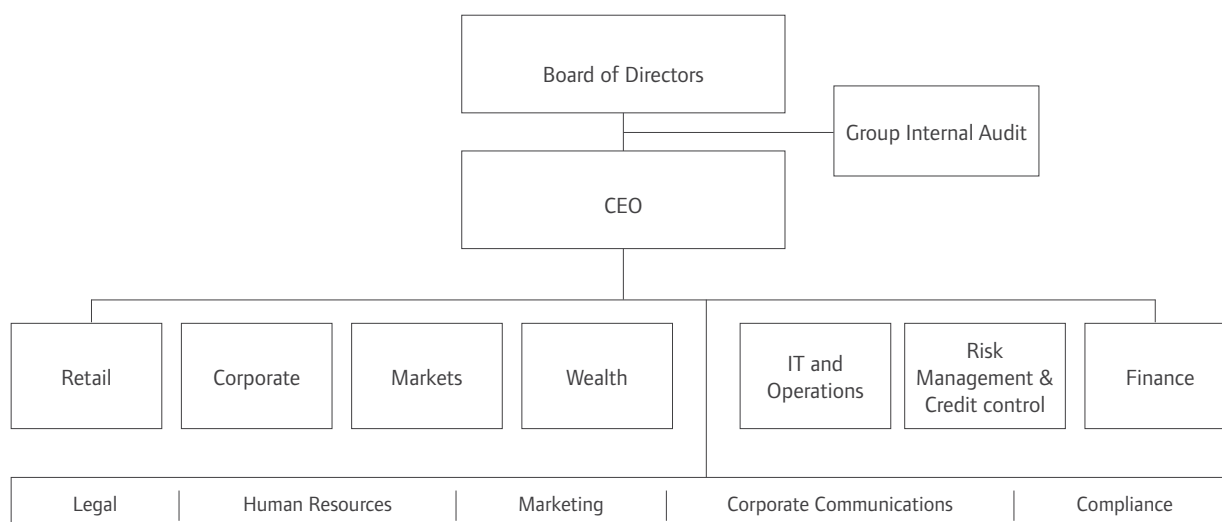 Board of Directors
Group Internal Audit
CEO
Retail
Corporate
Markets
Wealth
IT and
Operations
Risk
Management &
Credit control
Finance
Legal
Human Resources
Marketing
Corporate Communications
Compliance